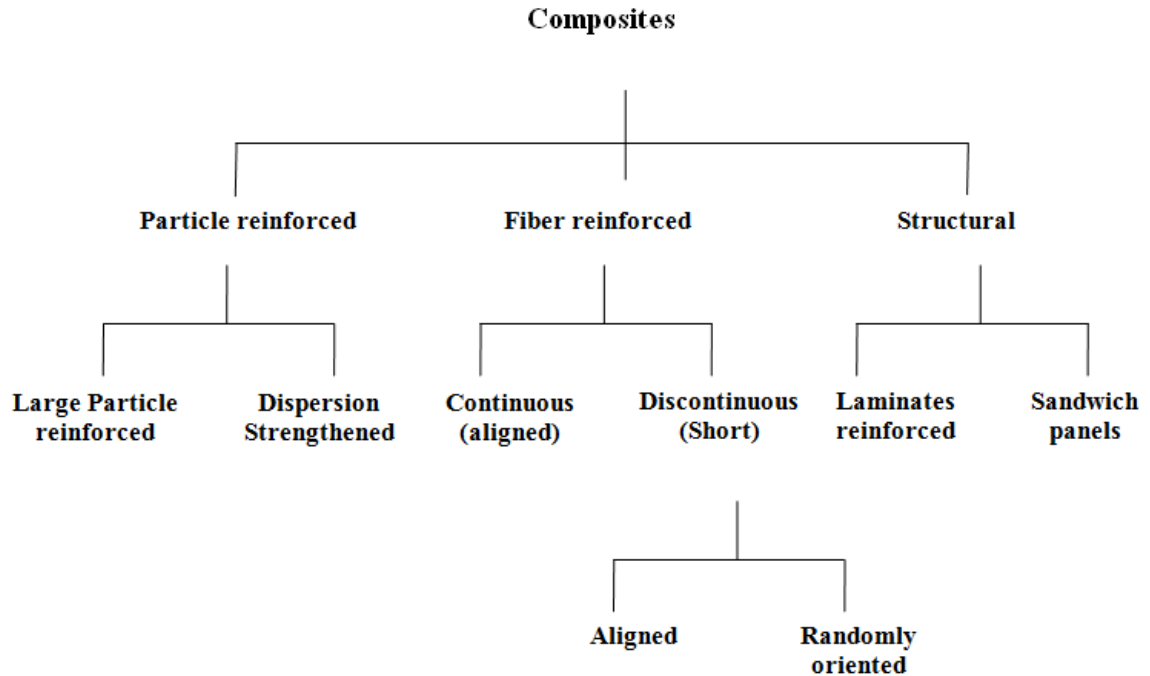 Composites
Particle reinforced
Fiber reinforced
Structural
Large Particle
reinforced
Dispersion
Strengthened
Continuous
(aligned)
Discontinuous
(Short)
Laminates
reinforced
Sandwich
panels
Aligned
Randomly
oriented